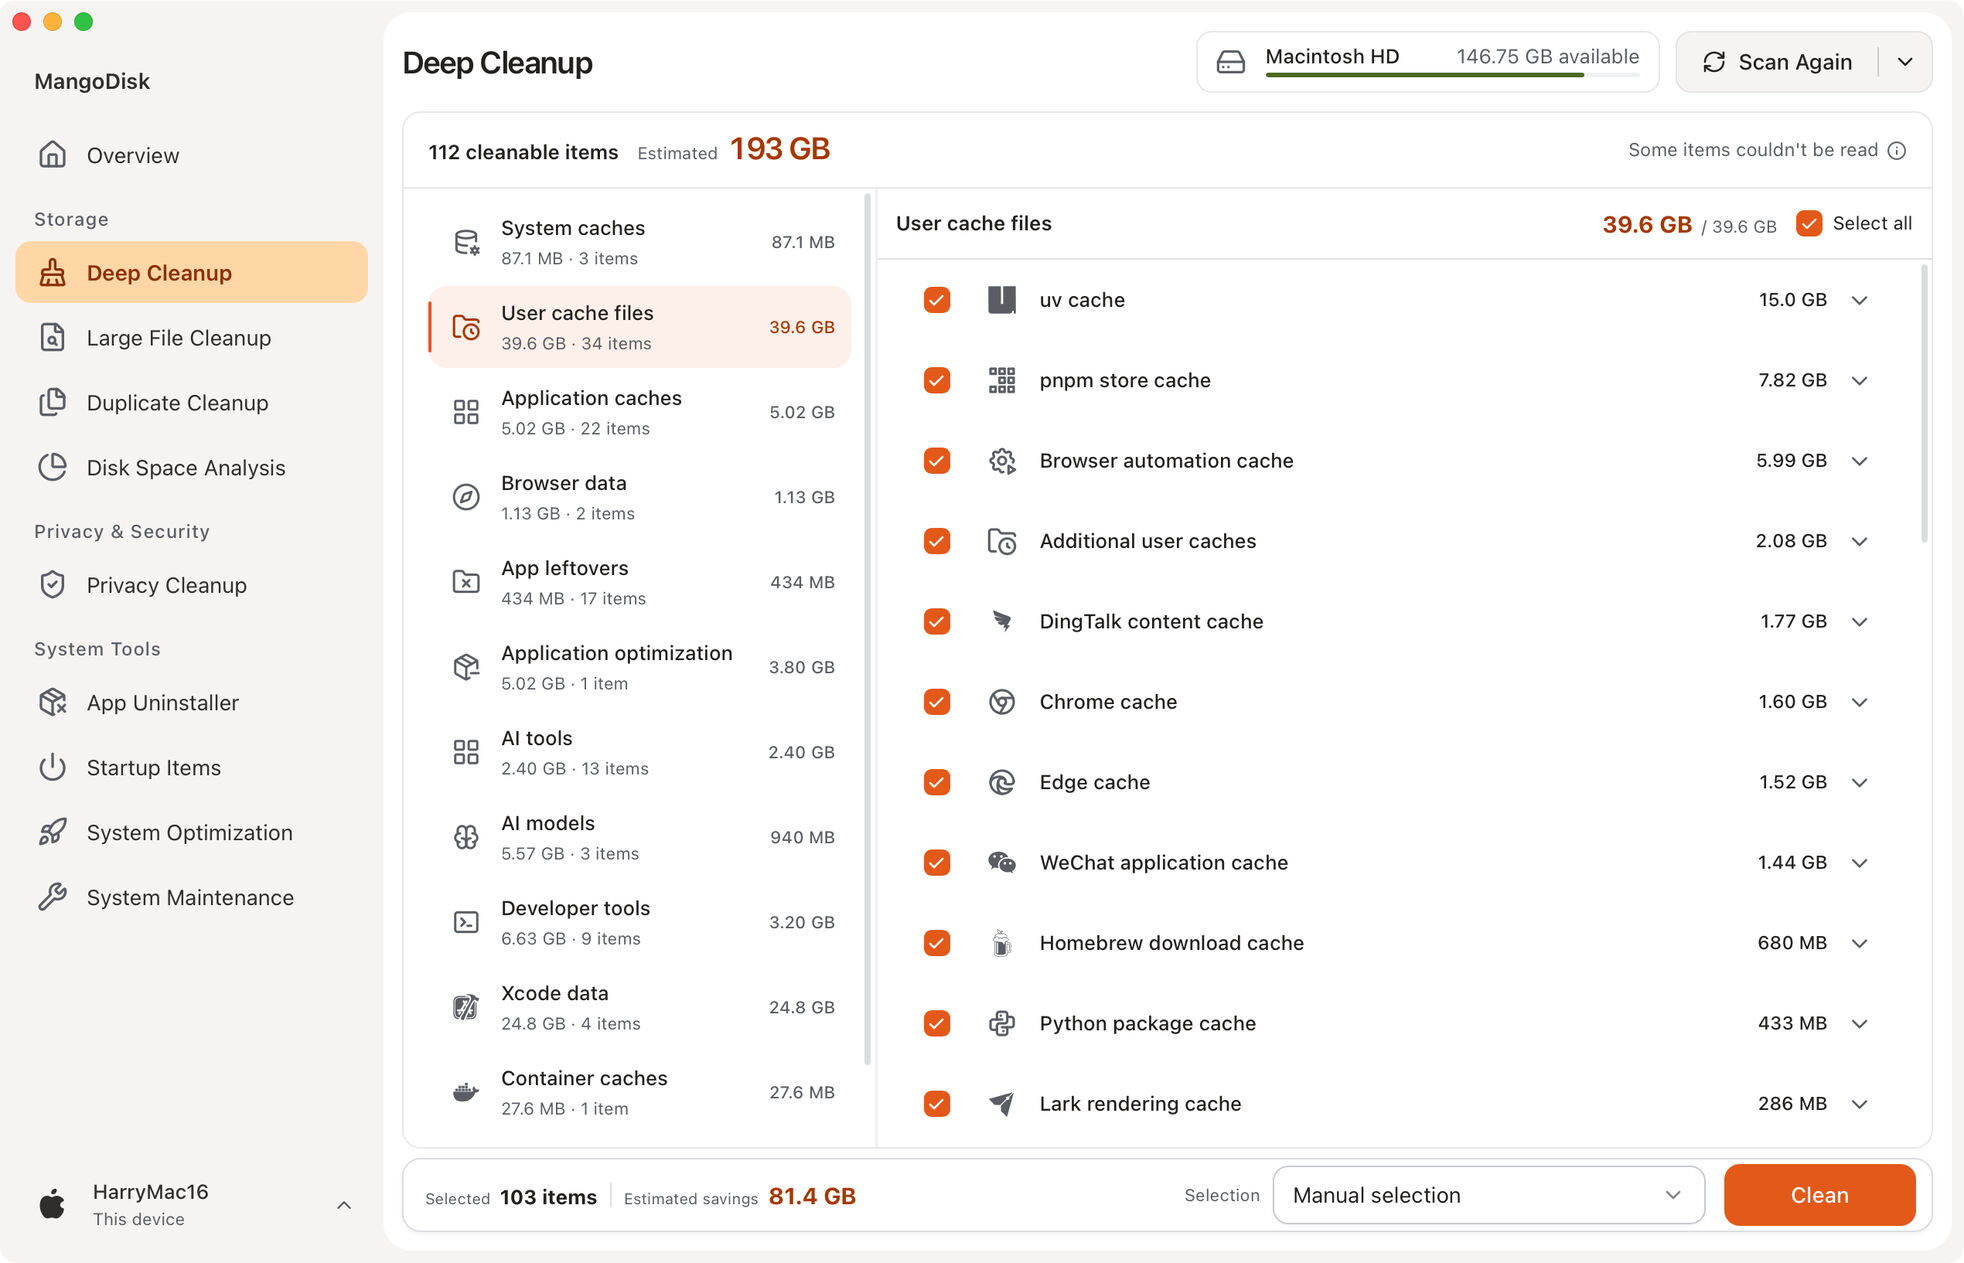 MangoDisk
Overview
Storage
Deep Cleanup
Large File Cleanup
Duplicate Cleanup
Disk Space Analysis
Privacy & Security
Privacy Cleanup
System Tools
App Uninstaller
Startup Items
System Optimization
System Maintenance
HarryMac16
This device
Deep Cleanup
Macintosh HD 146.75 GB available
Scan Again
112 cleanable items Estimated 193 GB
Some items couldn't be read
System caches
87.1 MB · 3 items
87.1 MB
User cache files
39.6 GB · 34 items
39.6 GB
Application caches
5.02 GB · 22 items
5.02 GB
Browser data
1.13 GB · 2 items
1.13 GB
App leftovers
434 MB · 17 items
434 MB
Application optimization
5.02 GB · 1 item
3.80 GB
AI tools
2.40 GB · 13 items
2.40 GB
AI models
5.57 GB · 3 items
940 MB
Developer tools
6.63 GB · 9 items
3.20 GB
Xcode data
24.8 GB · 4 items
24.8 GB
Container caches
27.6 MB · 1 item
27.6 MB
User cache files 39.6 GB / 39.6 GB Select all
uv cache 15.0 GB
pnpm store cache 7.82 GB
Browser automation cache 5.99 GB
Additional user caches 2.08 GB
DingTalk content cache 1.77 GB
Chrome cache 1.60 GB
Edge cache 1.52 GB
WeChat application cache 1.44 GB
Homebrew download cache 680 MB
Python package cache 433 MB
Lark rendering cache 286 MB
Selected 103 items Estimated savings 81.4 GB
Selection Manual selection
Clean